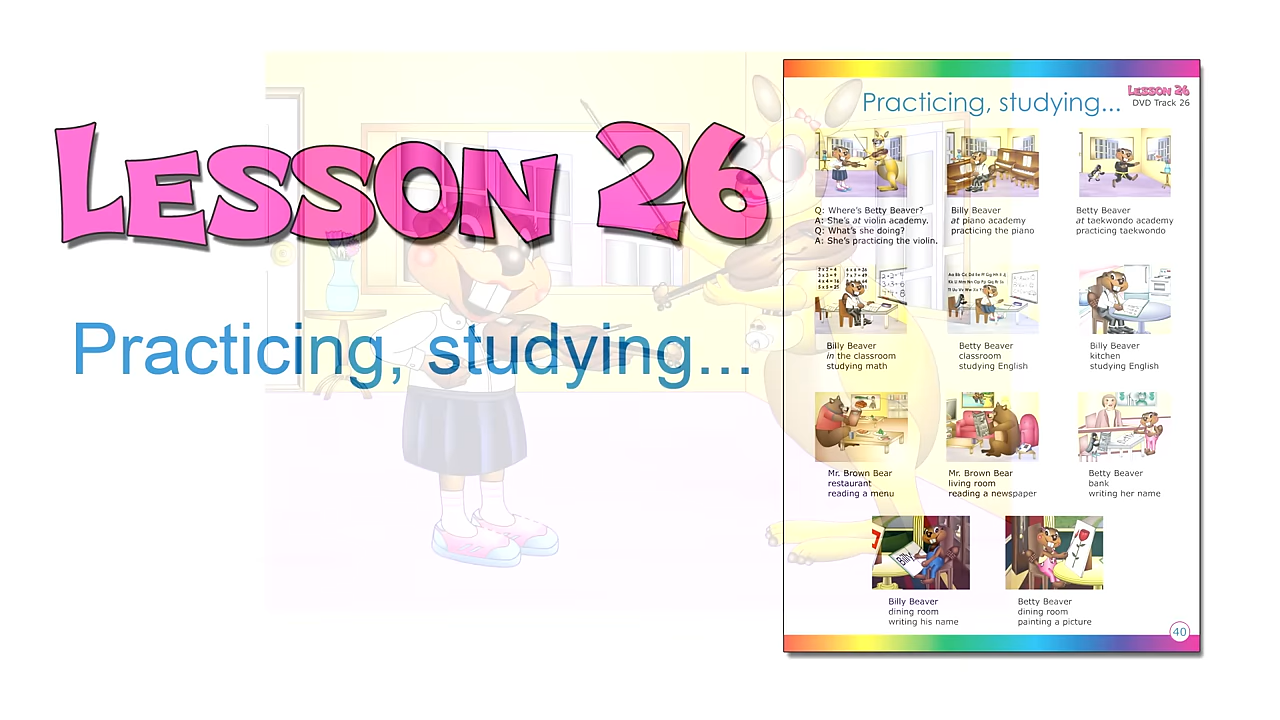 LESSON 26
Practicing, studying...
LESSON 26
Practicing, studying...
DVD Track 26
Q: Where's Betty Beaver?
A: She's at violin academy.
Q: What's she doing?
A: She's practicing the violin.
Billy Beaver
at piano academy
practicing the piano
Betty Beaver
at taekwondo academy
practicing taekwondo
Billy Beaver
in the classroom
studying math
Betty Beaver
classroom
studying English
Billy Beaver
kitchen
studying English
Mr. Brown Bear
restaurant
reading a menu
Mr. Brown Bear
living room
reading a newspaper
Betty Beaver
bank
writing her name
Billy
Billy Beaver
dining room
writing his name
Betty Beaver
dining room
painting a picture
40